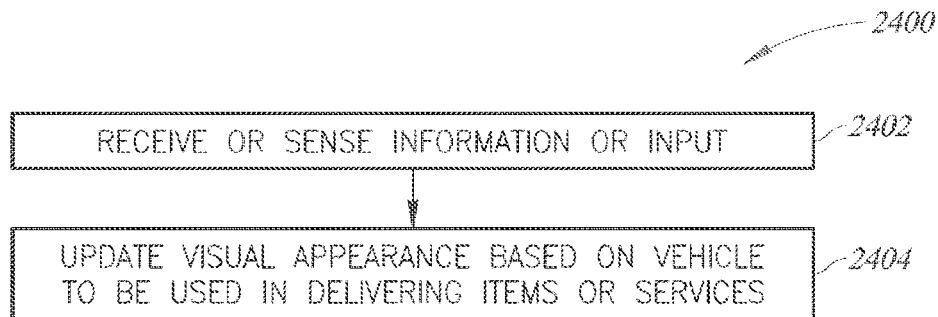 2400
RECEIVE OR SENSE INFORMATION OR INPUT
2402
UPDATE VISUAL APPEARANCE BASED ON VEHICLE
TO BE USED IN DELIVERING ITEMS OR SERVICES
2404